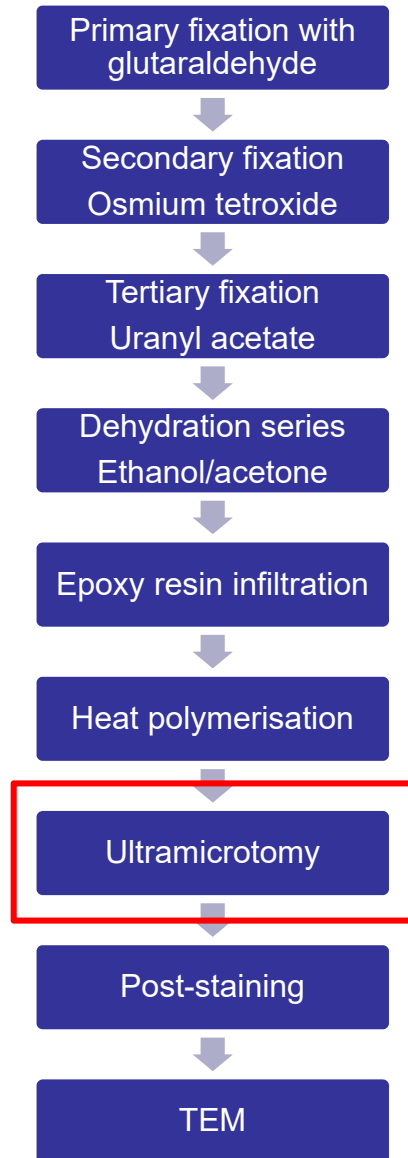 Primary fixation with
glutaraldehyde
Secondary fixation
Osmium tetroxide
Tertiary fixation
Uranyl acetate
Dehydration series
Ethanol/acetone
Epoxy resin infiltration
Heat polymerisation
Ultramicrotomy
Post-staining
TEM